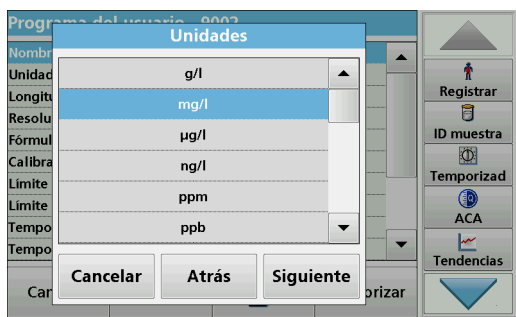 Programa del usuario 9002
Unidades
Nombr
Unidad
Longitu
Resolu
Fórmul
Calibra
Límite
Límite
Tempo
Tempo
g/l
mg/l
µg/l
ng/l
ppm
ppb
Cancelar
Atrás
Siguiente
Can
orizar
Registrar
ID muestra
Temporizad
ACA
Tendencias